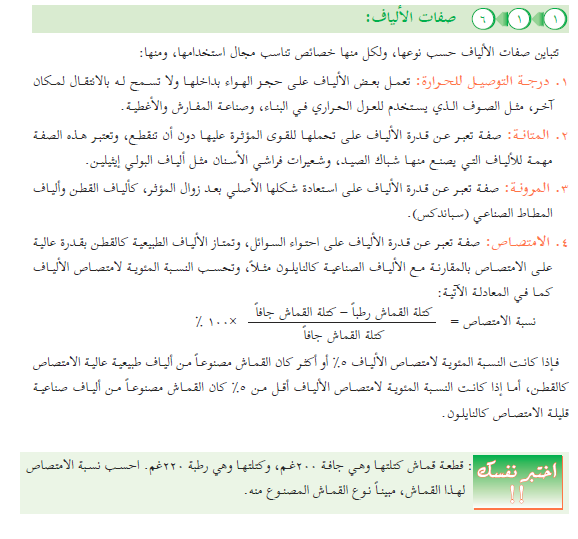 ١ ١ ٦ صفات الألياف:
تتباين صفات الألياف حسب نوعها، ولكل منها خصائص تناسب مجال استخدامها، ومنها:
١. درجة التوصيل للحرارة: تعمل بعض الألياف على حجز الهواء بداخلها ولا تسمح له بالانتقال لمكان
آخر، مثل الصوف الذي يستخدم للعزل الحراري في البناء، وصناعة المفارش والأغطية.
٢. المتانة: صفة تعبر عن قدرة الألياف على تحملها للقوى المؤثرة عليها دون أن تنقطع، وتعتبر هذه الصفة
مهمة للألياف التي يصنع منها شباك الصيد، وشعيرات فراشي الأسنان مثل ألياف البولي إيثيلين.
٣. المرونة: صفة تعبر عن قدرة الألياف على استعادة شكلها الأصلي بعد زوال المؤثر، كألياف القطن وألياف
المطاط الصناعي (سباندكس).
٤. الامتصاص: صفة تعبر عن قدرة الألياف على احتواء السوائل، وتمتاز الألياف الطبيعية كالقطن بقدرة عالية
على الامتصاص بالمقارنة مع الألياف الصناعية كالنايلون مثلاً، وتحسب النسبة المئوية لامتصاص الألياف
كما في المعادلة الآتية:
كتلة القماش رطباً – كتلة القماش جافاً
نسبة الامتصاص = ×١٠٠ ٪
كتلة القماش جافاً
فإذا كانت النسبة المئوية لامتصاص الألياف ٥٪ أو أكثر كان القماش مصنوعاً من ألياف طبيعية عالية الامتصاص
كالقطن، أما إذا كانت النسبة المئوية لامتصاص الألياف أقل من ٥٪ كان القماش مصنوعاً من ألياف صناعية
قليلة الامتصاص كالنايلون.
اختبر نفسك !! : قطعة قماش كتلتها وهي جافة ٢٠٠غم، وكتلتها وهي رطبة ٢٢٠غم. احسب نسبة الامتصاص
لهذا القماش، مبيناً نوع القماش المصنوع منه.